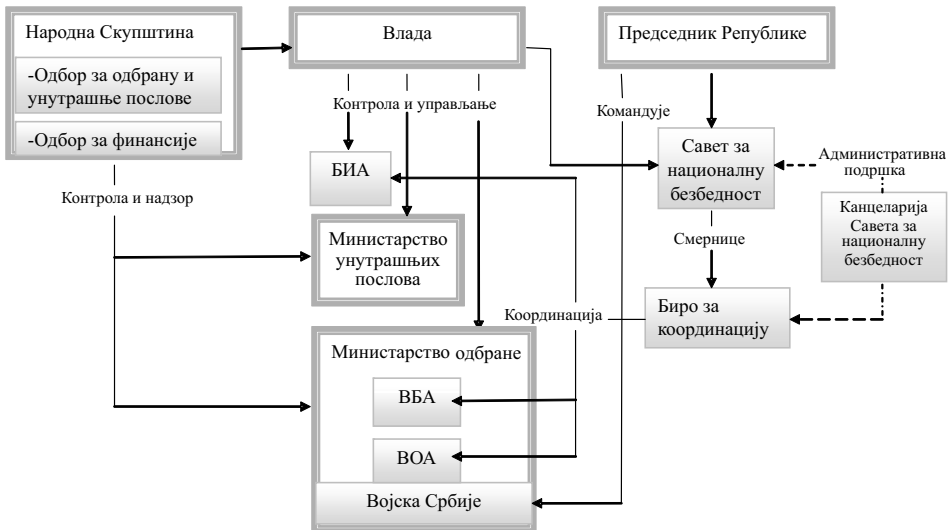 Народна Скупштина
-Одбор за одбрану и
унутрашње послове
-Одбор за финансије
Влада
Председник Републике
Контрола и управљање
Командује
БИА
Савет за
националну
безбедност
Административна
подршка
Контрола и надзор
Канцеларија
Савета за
националну
безбедност
Министарство
унутрашњих
послова
Смернице
Координација
Биро за
координацију
Министарство одбране
ВБА
ВОА
Војска Србије